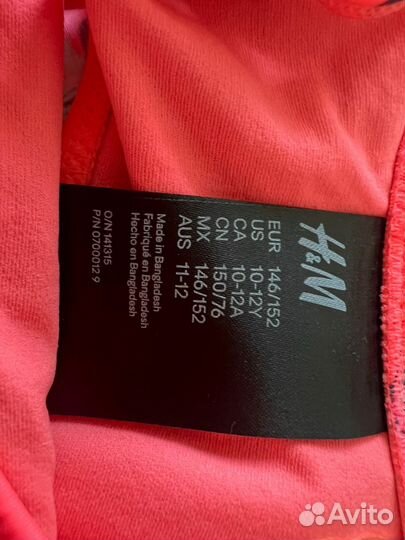 H&M
EUR 146/152
US 10-12Y
CA 10-12A
CN 150/76
MX 146/152
AUS 11-12
Made in Bangladesh
Fabriqué en Bangladesh
Hecho en Bangladesh
O/N 141315
P/N 0700012 9
Avito